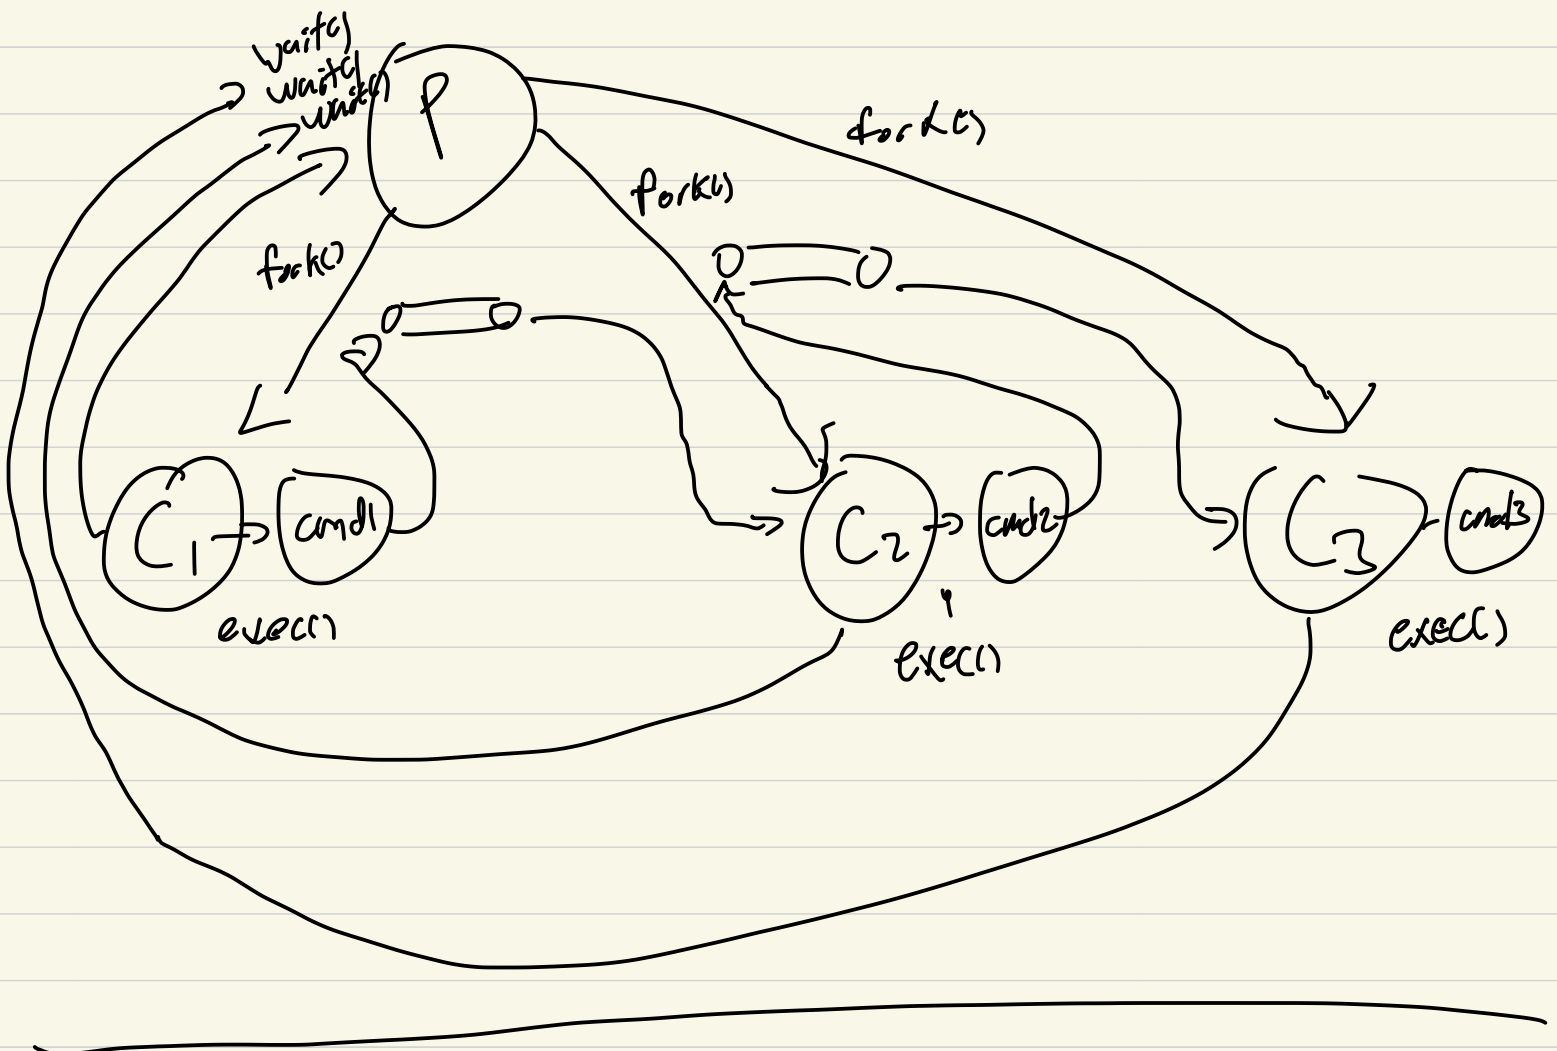 wait()
wait()
wait()
P
fork()
fork()
fork()
C1
cmd1
C2
cmd2
C3
cmd3
exec()
exec()
exec()